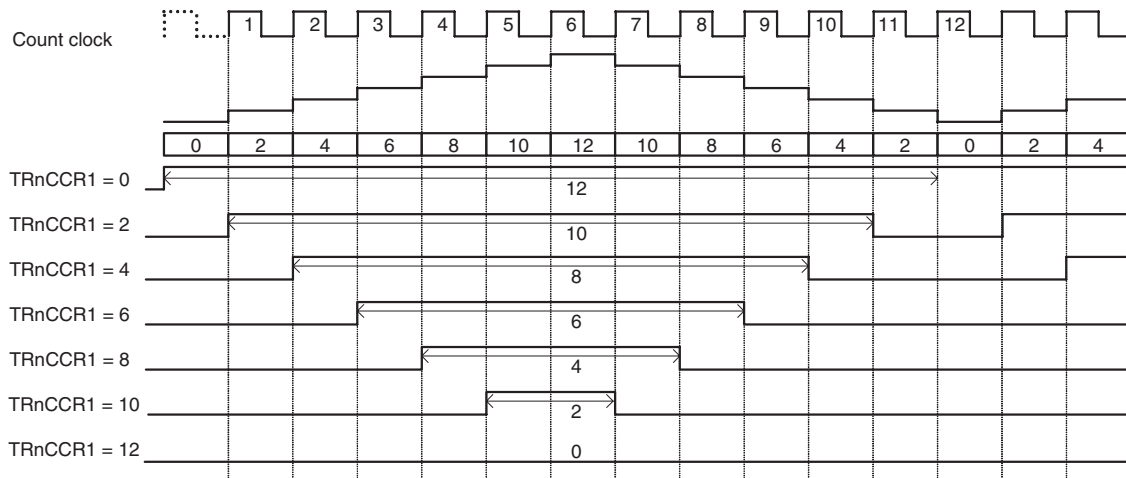 1 2 3 4 5 6 7 8 9 10 11 12
Count clock
0 2 4 6 8 10 12 10 8 6 4 2 0 2 4
TRnCCR1 = 0
12
TRnCCR1 = 2
10
TRnCCR1 = 4
8
TRnCCR1 = 6
6
TRnCCR1 = 8
4
TRnCCR1 = 10
2
TRnCCR1 = 12
0